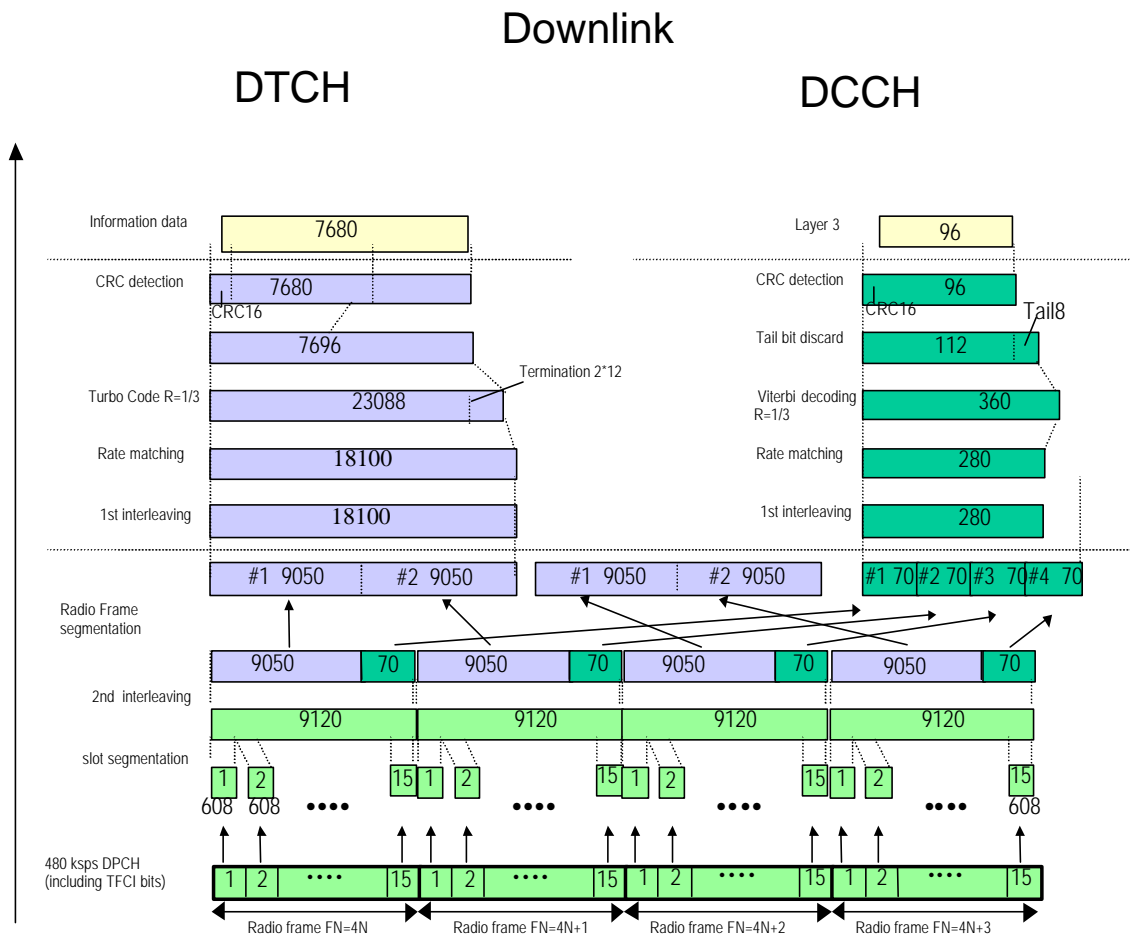 Downlink
DTCH
DCCH
Information data
7680
Layer 3
96
CRC detection
7680
CRC16
CRC detection
96
CRC16
7696
Tail bit discard
112
Tail8
Termination 2*12
Turbo Code R=1/3
23088
Viterbi decoding
R=1/3
360
Rate matching
18100
Rate matching
280
1st interleaving
18100
1st interleaving
280
#1 9050
#2 9050
#1 9050
#2 9050
#1 70
#2 70
#3 70
#4 70
Radio Frame
segmentation
9050
70
9050
70
9050
70
9050
70
2nd interleaving
9120
9120
9120
9120
slot segmentation
1
2
15
1
2
15
1
2
15
1
2
15
608
608
••••
••••
••••
••••
608
480 ksps DPCH
(including TFCI bits)
1
2
••••
15
1
2
••••
15
1
2
••••
15
1
2
••••
15
Radio frame FN=4N
Radio frame FN=4N+1
Radio frame FN=4N+2
Radio frame FN=4N+3